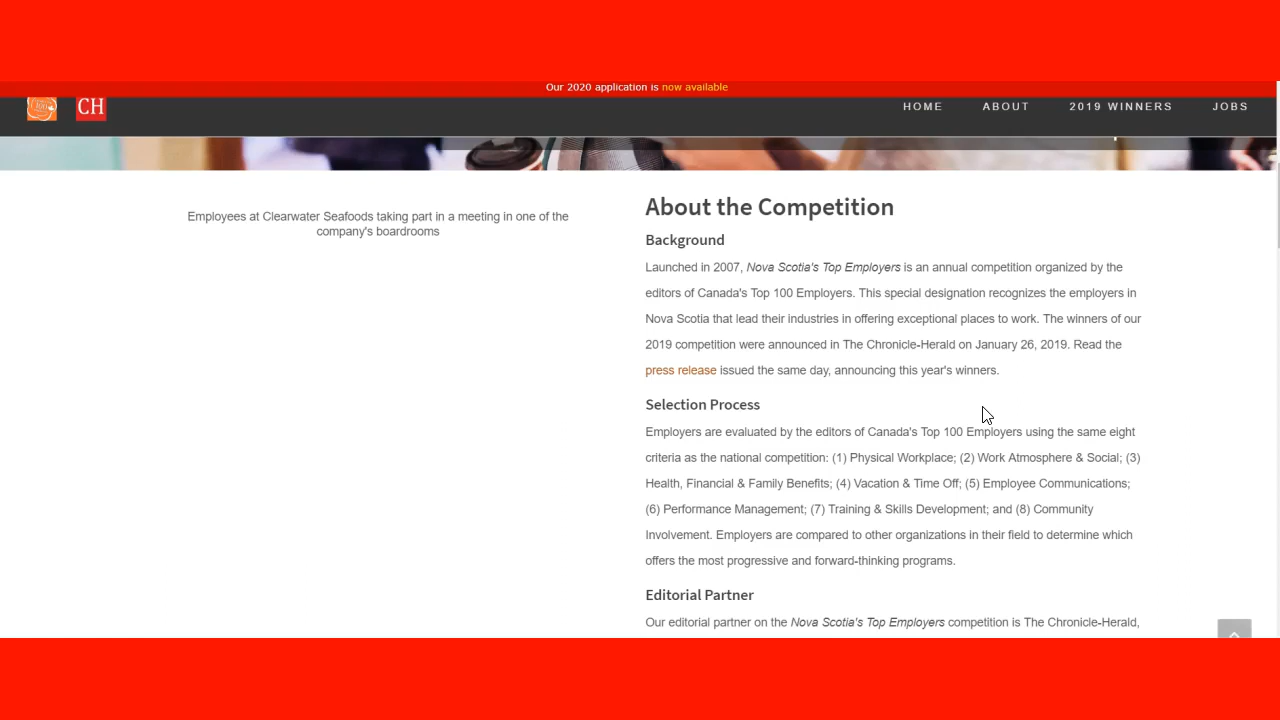 Our 2020 application is now available
CH
HOME ABOUT 2019 WINNERS JOBS
Employees at Clearwater Seafoods taking part in a meeting in one of the
company's boardrooms
About the Competition
Background
Launched in 2007, Nova Scotia's Top Employers is an annual competition organized by the
editors of Canada's Top 100 Employers. This special designation recognizes the employers in
Nova Scotia that lead their industries in offering exceptional places to work. The winners of our
2019 competition were announced in The Chronicle-Herald on January 26, 2019. Read the
press release issued the same day, announcing this year's winners.
Selection Process
Employers are evaluated by the editors of Canada's Top 100 Employers using the same eight
criteria as the national competition: (1) Physical Workplace; (2) Work Atmosphere & Social; (3)
Health, Financial & Family Benefits; (4) Vacation & Time Off; (5) Employee Communications;
(6) Performance Management; (7) Training & Skills Development; and (8) Community
Involvement. Employers are compared to other organizations in their field to determine which
offers the most progressive and forward-thinking programs.
Editorial Partner
Our editorial partner on the Nova Scotia's Top Employers competition is The Chronicle-Herald,